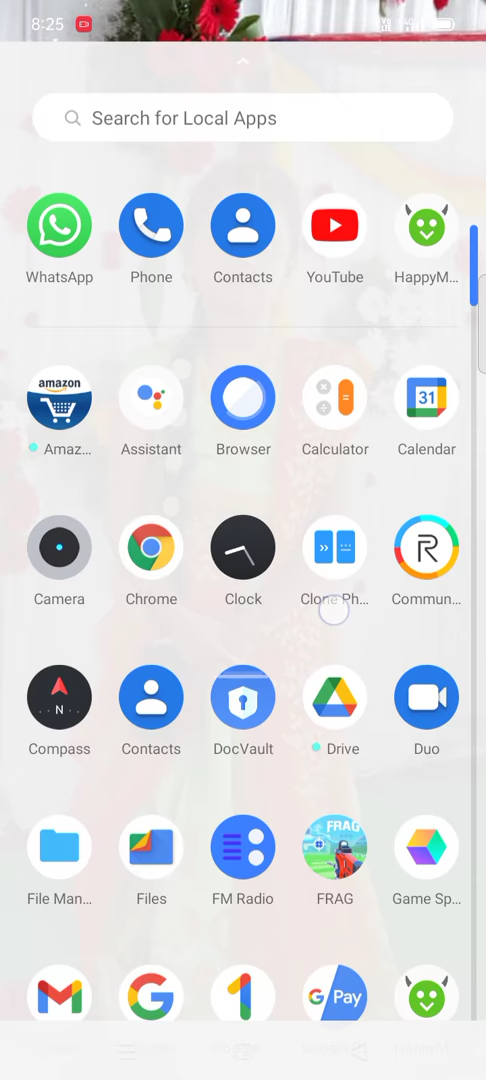 8:25
Search for Local Apps
WhatsApp Phone Contacts YouTube HappyM...
amazon
Amaz... Assistant Browser Calculator 31 Calendar
Camera Chrome Clock Clone Ph... Commun...
N
Compass Contacts DocVault Drive Duo
FRAG
File Man... Files FM Radio FRAG Game Sp...
G Pay